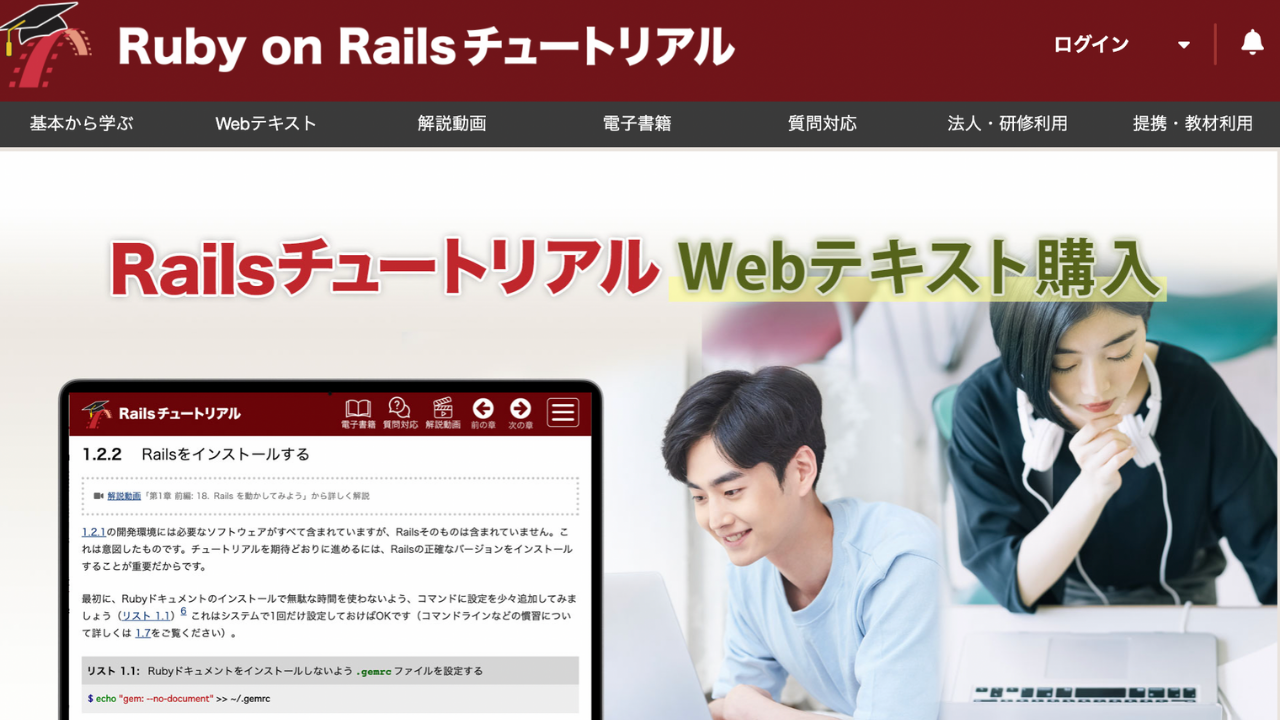 Ruby on Railsチュートリアル
ログイン
基本から学ぶ
Webテキスト
解説動画
電子書籍
質問対応
法人・研修利用
提携・教材利用
Railsチュートリアル Webテキスト購入
Railsチュートリアル
電子書籍 質問対応 解説動画 前の章 次の章
1.2.2 Railsをインストールする
解説動画「第1章 前編: 18. Rails を動かしてみよう」から詳しく解説
1.2.1の開発環境には必要なソフトウェアがすべて含まれていますが、Railsそのものは含まれていません。こ
れは意図したものです。チュートリアルを期待どおりに進めるには、Railsの正確なバージョンをインストール
することが重要だからです。
最初に、Rubyドキュメントのインストールで無駄な時間を使わないよう、コマンドに設定を少々追加してみま
しょう（リスト 1.1）6 これはシステムで1回だけ設定しておけばOKです（コマンドラインなどの慣習につい
て詳しくは 1.7をご覧ください）。
リスト 1.1: Rubyドキュメントをインストールしないよう .gemrc ファイルを設定する
$ echo "gem: --no-document" >> ~/.gemrc